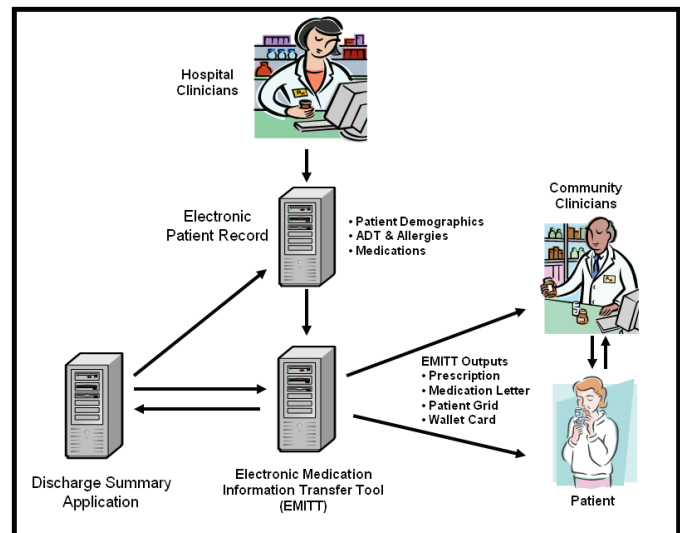 Hospital
Clinicians
Electronic
Patient Record
• Patient Demographics
• ADT & Allergies
• Medications
Community
Clinicians
EMITT Outputs
• Prescription
• Medication Letter
• Patient Grid
• Wallet Card
Discharge Summary
Application
Electronic Medication
Information Transfer Tool
(EMITT)
Patient